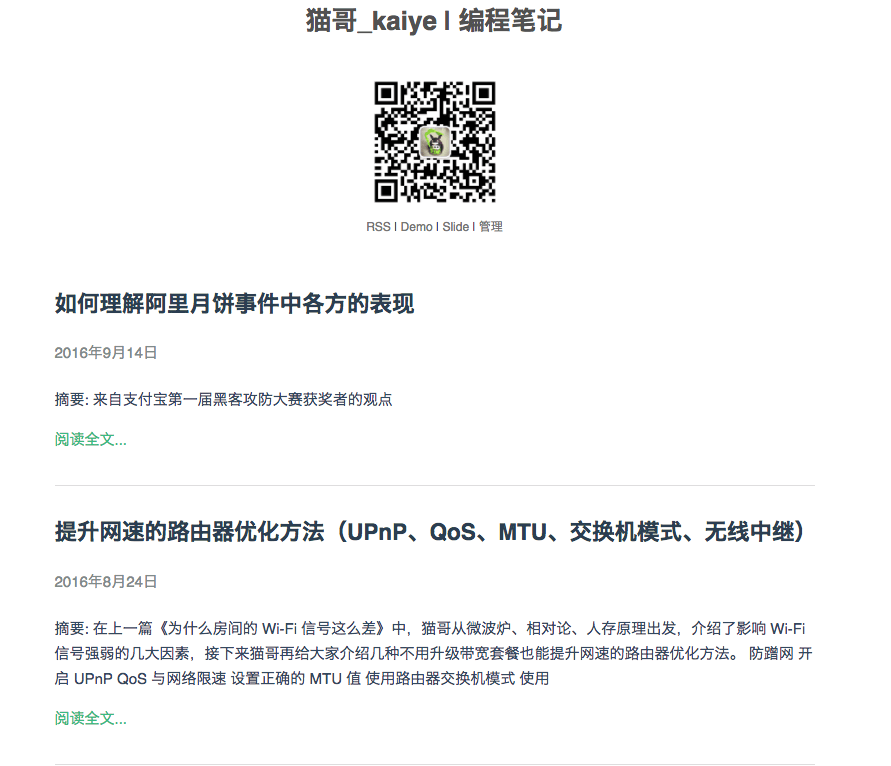 猫哥_kaiye | 编程笔记
RSS | Demo | Slide | 管理
如何理解阿里月饼事件中各方的表现
2016年9月14日
摘要: 来自支付宝第一届黑客攻防大赛获奖者的观点
阅读全文...
提升网速的路由器优化方法（UPnP、QoS、MTU、交换机模式、无线中继）
2016年8月24日
摘要: 在上一篇《为什么房间的 Wi-Fi 信号这么差》中，猫哥从微波炉、相对论、人存原理出发，介绍了影响 Wi-Fi
信号强弱的几大因素，接下来猫哥再给大家介绍几种不用升级带宽套餐也能提升网速的路由器优化方法。 防蹭网 开
启 UPnP QoS 与网络限速 设置正确的 MTU 值 使用路由器交换机模式 使用
阅读全文...